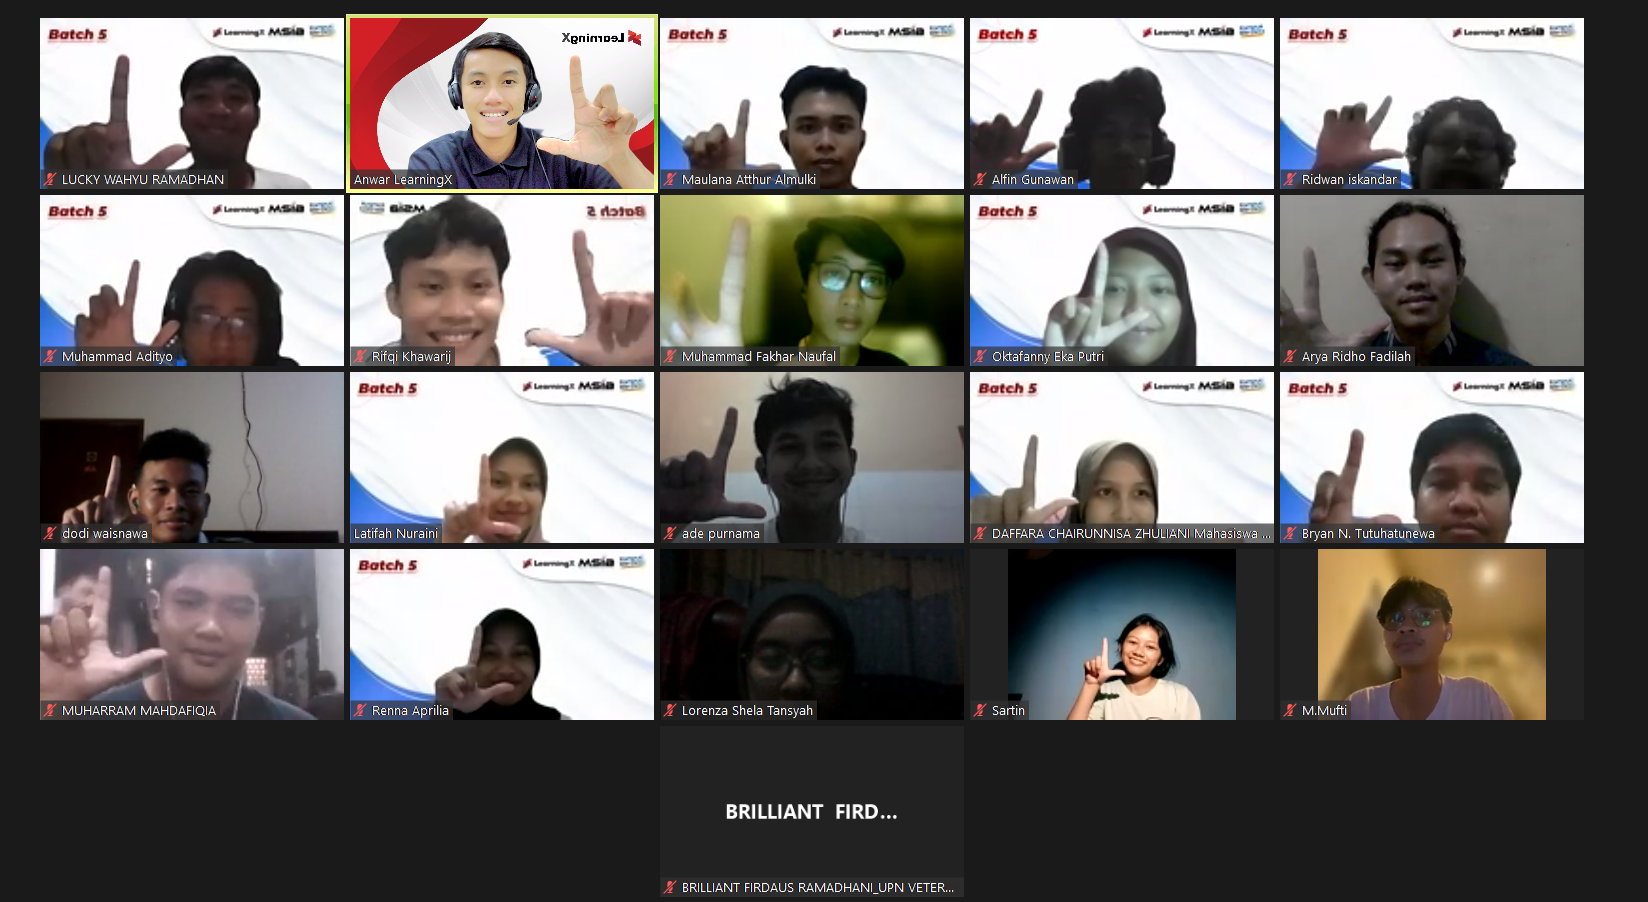 Batch 5 LearningX MSIB
LUCKY WAHYU RAMADHAN
LearningX
Anwar LearningX
Batch 5 LearningX MSIB
Maulana Atthur Almulki
Batch 5 LearningX MSIB
Alfin Gunawan
Batch 5 LearningX MSIB
Ridwan iskandar
Batch 5 LearningX MSIB
Muhammad Adityo
MSIB Batch 5
Rifqi Khawarij
Muhammad Fakhar Naufal
Batch 5 LearningX MSIB
Oktafanny Eka Putri
Arya Ridho Fadilah
dodi waisnawa
Batch 5 LearningX MSIB
Latifah Nuraini
ade purnama
Batch 5 LearningX MSIB
DAFFARA CHAIRUNNISA ZHULIANI Mahasiswa ...
Batch 5 LearningX MSIB
Bryan N. Tutuhatunewa
MUHARRAM MAHDAFIQIA
Batch 5 LearningX MSIB
Renna Aprilia
Lorenza Shela Tansyah
Sartin
M.Mufti
BRILLIANT FIRD...
BRILLIANT FIRDAUS RAMADHANI_UPN VETER...